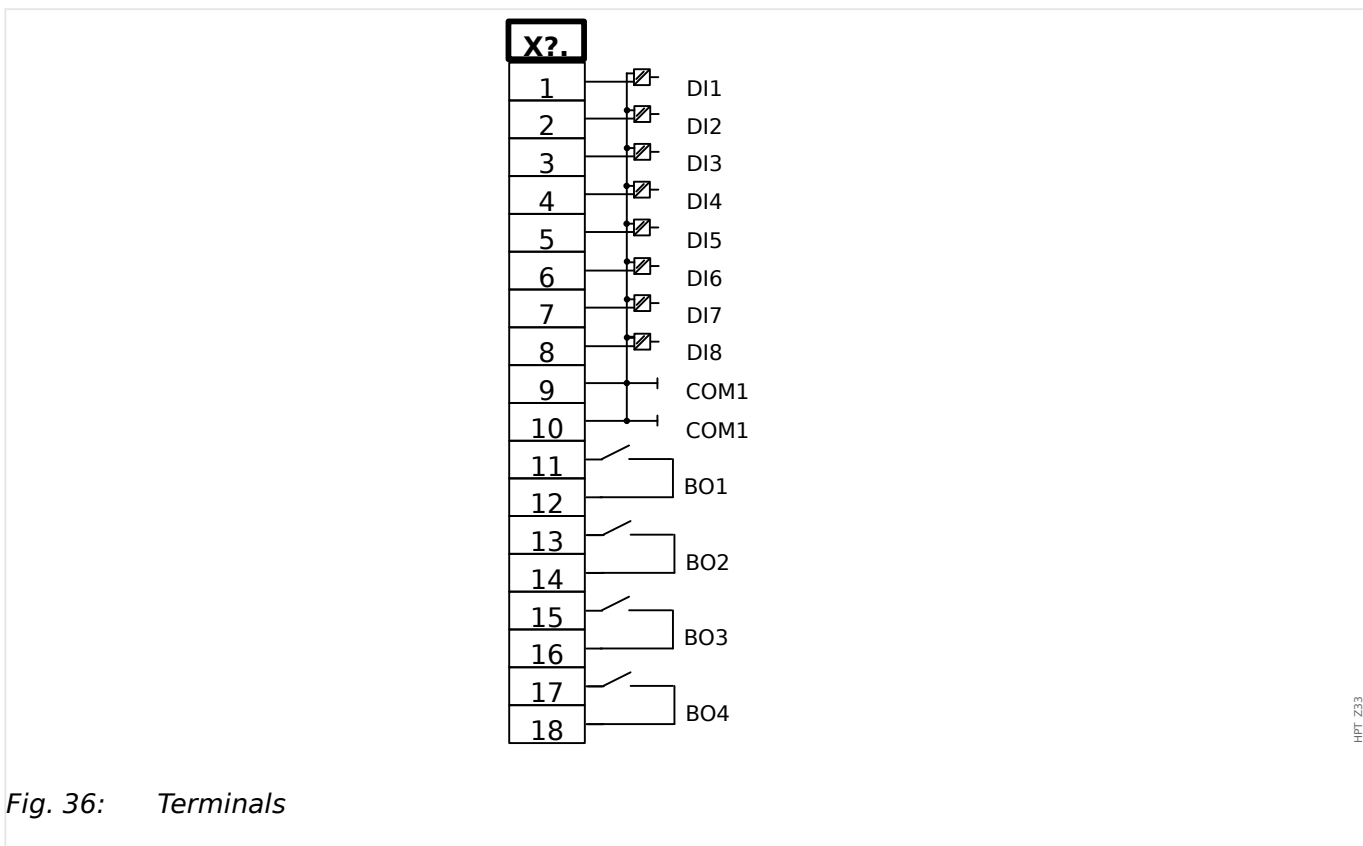 X?.
1 DI1
2 DI2
3 DI3
4 DI4
5 DI5
6 DI6
7 DI7
8 DI8
9 COM1
10 COM1
11
BO1
12
13
BO2
14
15
BO3
16
17
BO4
18
HPT Z33
Fig. 36: Terminals